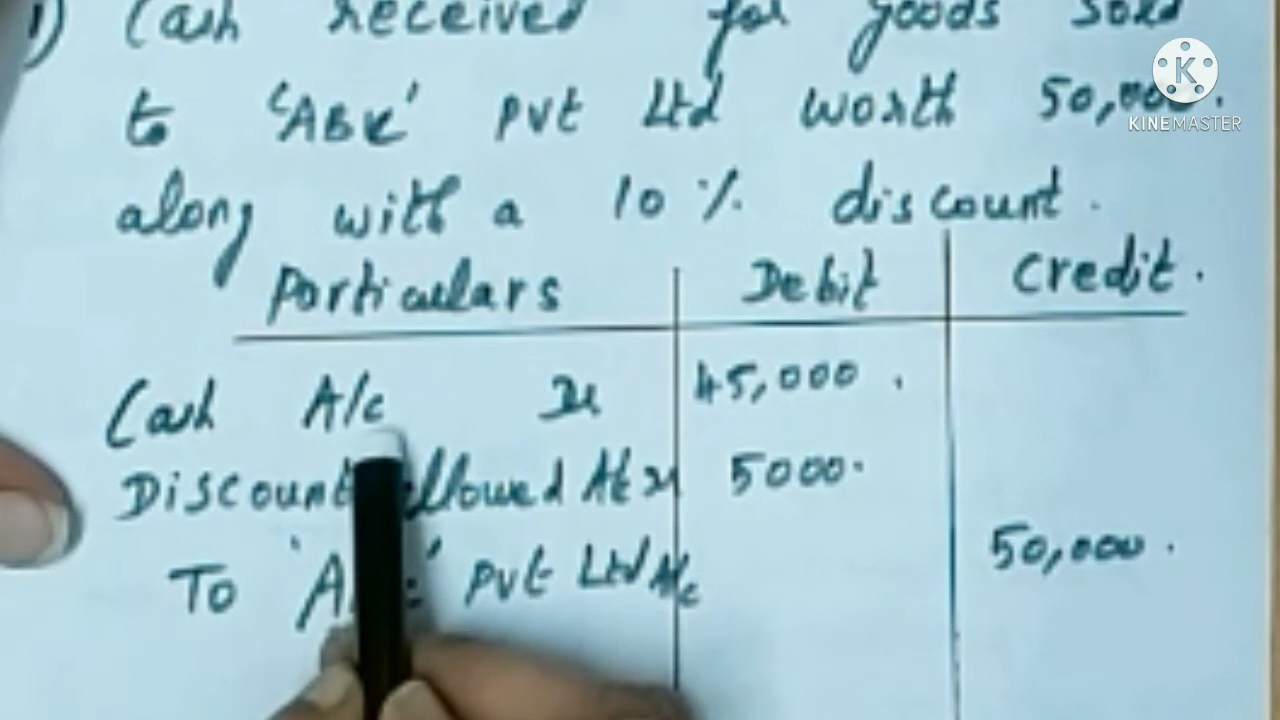 1) Cash received for goods sold
to 'ABC' Pvt Ltd worth 50,000.
along with a 10% discount.
Particulars Debit Credit.
Cash A/c Dr 45,000.
Discount allowed A/c Dr 5000.
To Pvt Ltd A/c 50,000.
K
KINEMASTER